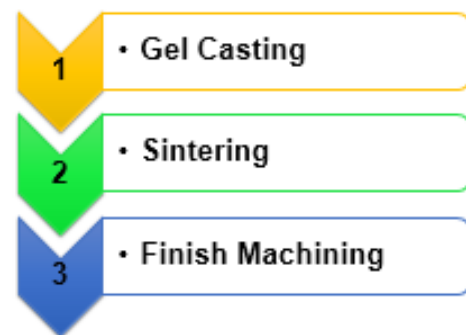 1
• Gel Casting
2
• Sintering
3
• Finish Machining